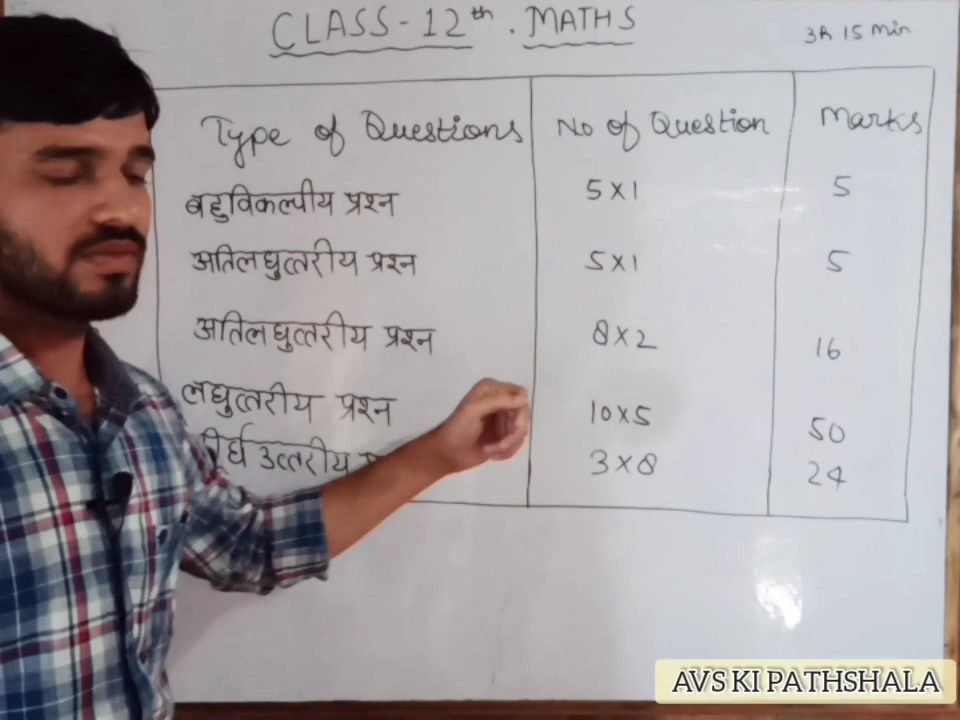 CLASS-12th. MATHS
3h 15 min
Type of Questions No of Question Marks
बहुविकल्पीय प्रश्न 5×1 5
अतिलघुत्तरीय प्रश्न 5×1 5
अतिलघुत्तरीय प्रश्न 8×2 16
लघुत्तरीय प्रश्न 10×5 50
उत्तरीय 3×8 24
AVS KI PATHSHALA